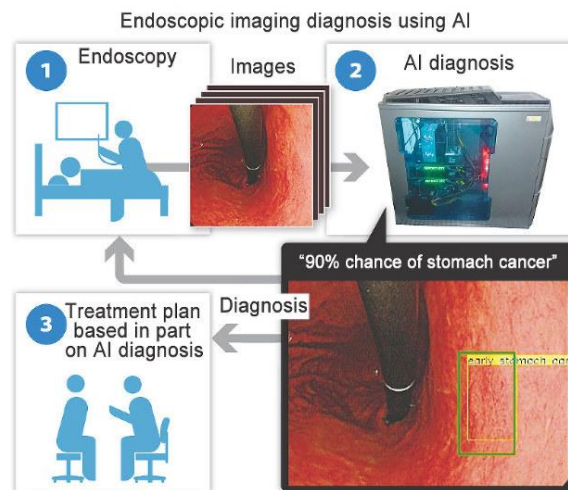 Endoscopic imaging diagnosis using AI
1
Endoscopy
Images
2
AI diagnosis
"90% chance of stomach cancer"
early stomach can
Diagnosis
3
Treatment plan
based in part
on AI diagnosis